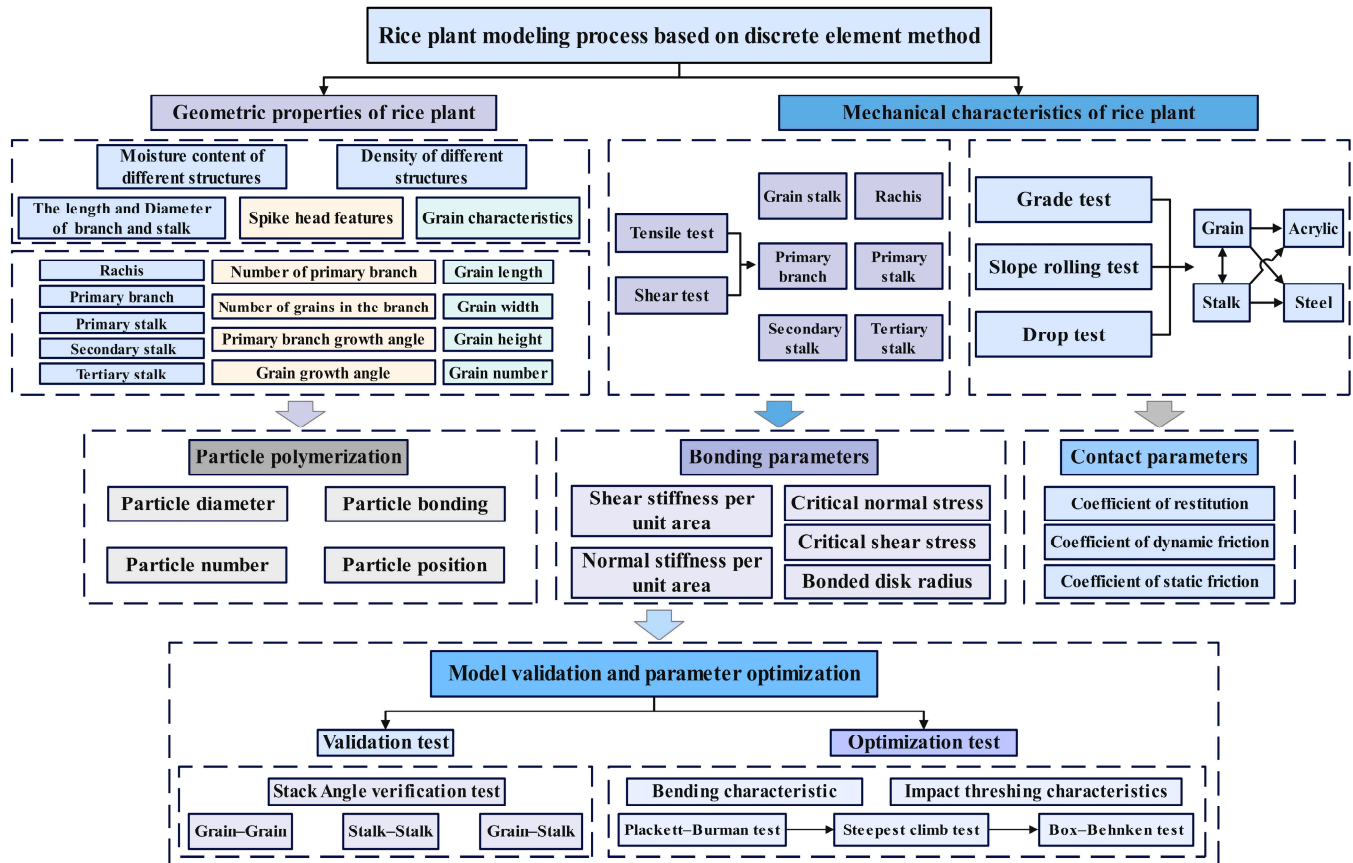 Rice plant modeling process based on discrete element method
Geometric properties of rice plant
Mechanical characteristics of rice plant
Moisture content of
different structures
Density of different
structures
The length and Diameter
of branch and stalk
Spike head features
Grain characteristics
Rachis
Primary branch
Primary stalk
Secondary stalk
Tertiary stalk
Number of primary branch
Number of grains in the branch
Primary branch growth angle
Grain growth angle
Grain length
Grain width
Grain height
Grain number
Tensile test
Shear test
Grain stalk
Rachis
Primary
branch
Primary
stalk
Secondary
stalk
Tertiary
stalk
Grade test
Slope rolling test
Drop test
Grain
Acrylic
Stalk
Steel
Particle polymerization
Particle diameter
Particle bonding
Particle number
Particle position
Bonding parameters
Shear stiffness per
unit area
Normal stiffness per
unit area
Critical normal stress
Critical shear stress
Bonded disk radius
Contact parameters
Coefficient of restitution
Coefficient of dynamic friction
Coefficient of static friction
Model validation and parameter optimization
Validation test
Optimization test
Stack Angle verification test
Grain–Grain
Stalk–Stalk
Grain–Stalk
Bending characteristic
Impact threshing characteristics
Plackett–Burman test
Steepest climb test
Box–Behnken test